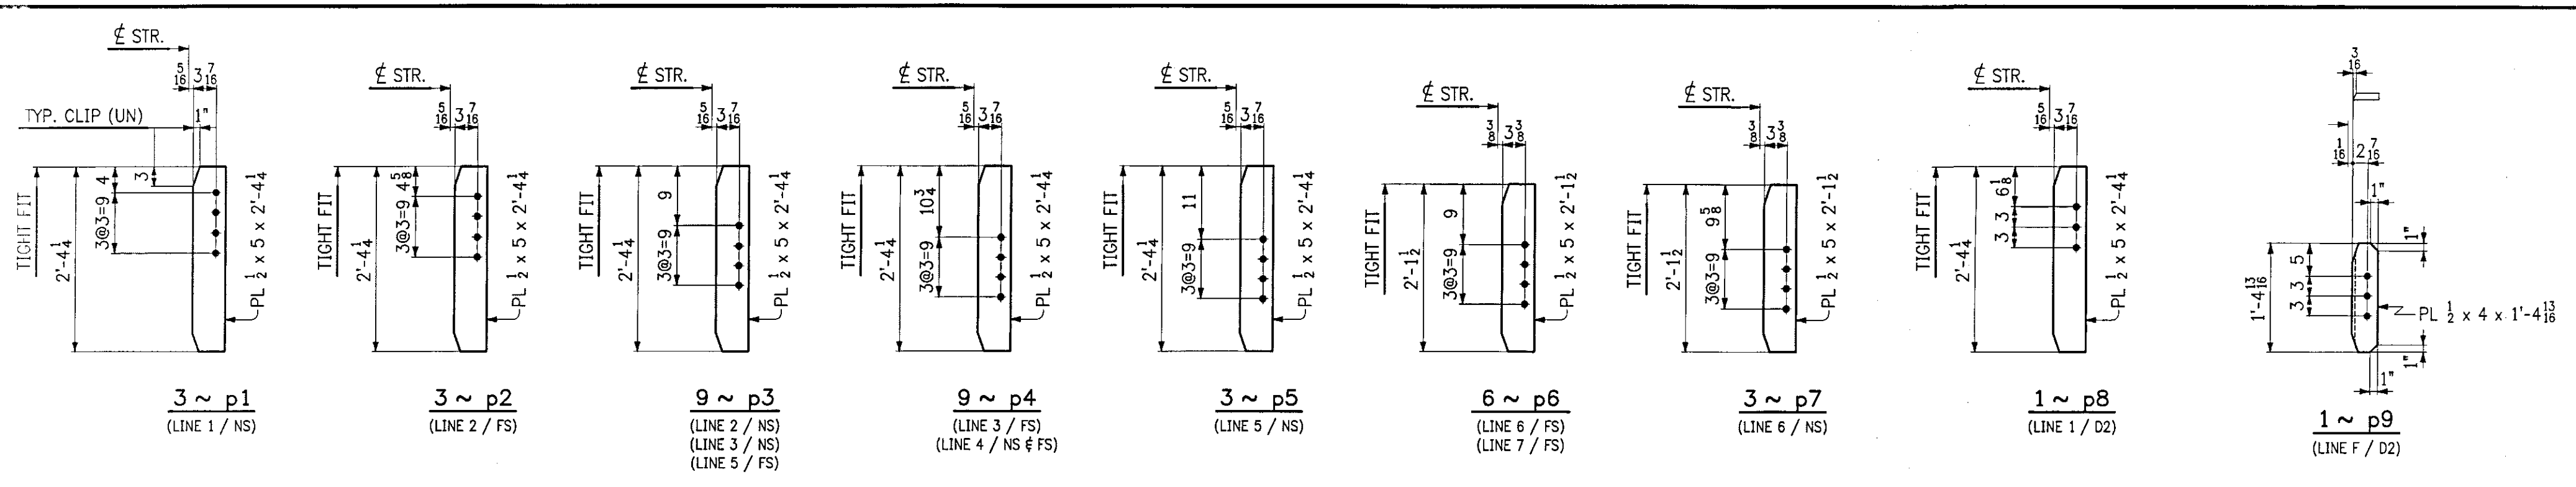 ℄ STR.
5/16 3 7/16
TYP. CLIP (UN)
1"
TIGHT FIT
2'-4 1/4
3@3=9 4
3
PL 1/2 x 5 x 2'-4 1/4
3 ~ p1
(LINE 1 / NS)
℄ STR.
5/16 3 7/16
TIGHT FIT
2'-4 1/4
3@3=9 4 5/8
PL 1/2 x 5 x 2'-4 1/4
3 ~ p2
(LINE 2 / FS)
℄ STR.
5/16 3 7/16
TIGHT FIT
2'-4 1/4
3@3=9
9
PL 1/2 x 5 x 2'-4 1/4
9 ~ p3
(LINE 2 / NS)
(LINE 3 / NS)
(LINE 5 / FS)
℄ STR.
5/16 3 7/16
TIGHT FIT
2'-4 1/4
3@3=9
10 3/4
PL 1/2 x 5 x 2'-4 1/4
9 ~ p4
(LINE 3 / FS)
(LINE 4 / NS & FS)
℄ STR.
5/16 3 7/16
TIGHT FIT
2'-4 1/4
3@3=9
11
PL 1/2 x 5 x 2'-4 1/4
3 ~ p5
(LINE 5 / NS)
℄ STR.
3/8 3 3/8
TIGHT FIT
2'-1 1/2
3@3=9
9
PL 1/2 x 5 x 2'-1 1/2
6 ~ p6
(LINE 6 / FS)
(LINE 7 / FS)
℄ STR.
3/8 3 3/8
TIGHT FIT
2'-1 1/2
3@3=9
9 5/8
PL 1/2 x 5 x 2'-1 1/2
3 ~ p7
(LINE 6 / NS)
℄ STR.
5/16 3 7/16
TIGHT FIT
2'-4 1/4
3 3 6 1/8
PL 1/2 x 5 x 2'-4 1/4
1 ~ p8
(LINE 1 / D2)
3/16
1/16 2 7/16
1"
1"
1'-4 13/16
3 3 5
PL 1/2 x 4 x 1'-4 13/16
1"
1"
1 ~ p9
(LINE F / D2)